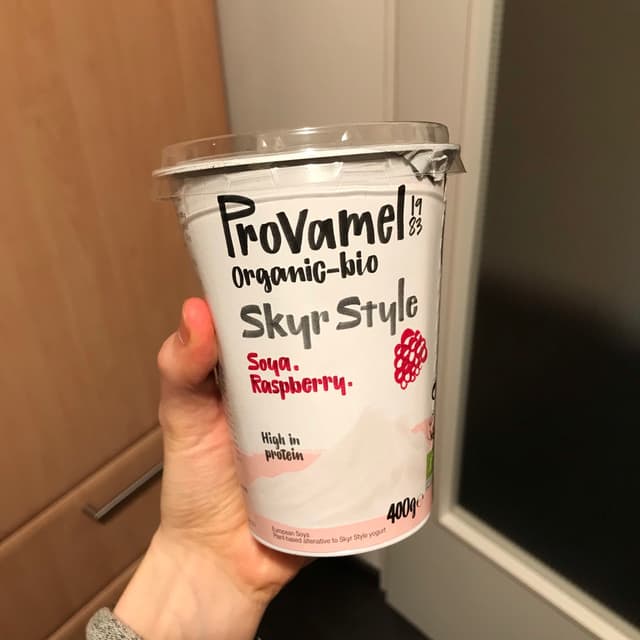 Provamel 19
83
organic-bio
Skyr Style
Soya.
Raspberry.
High in
protein
400g e
European Soya
Plant-based alternative to Skyr Style yogurt